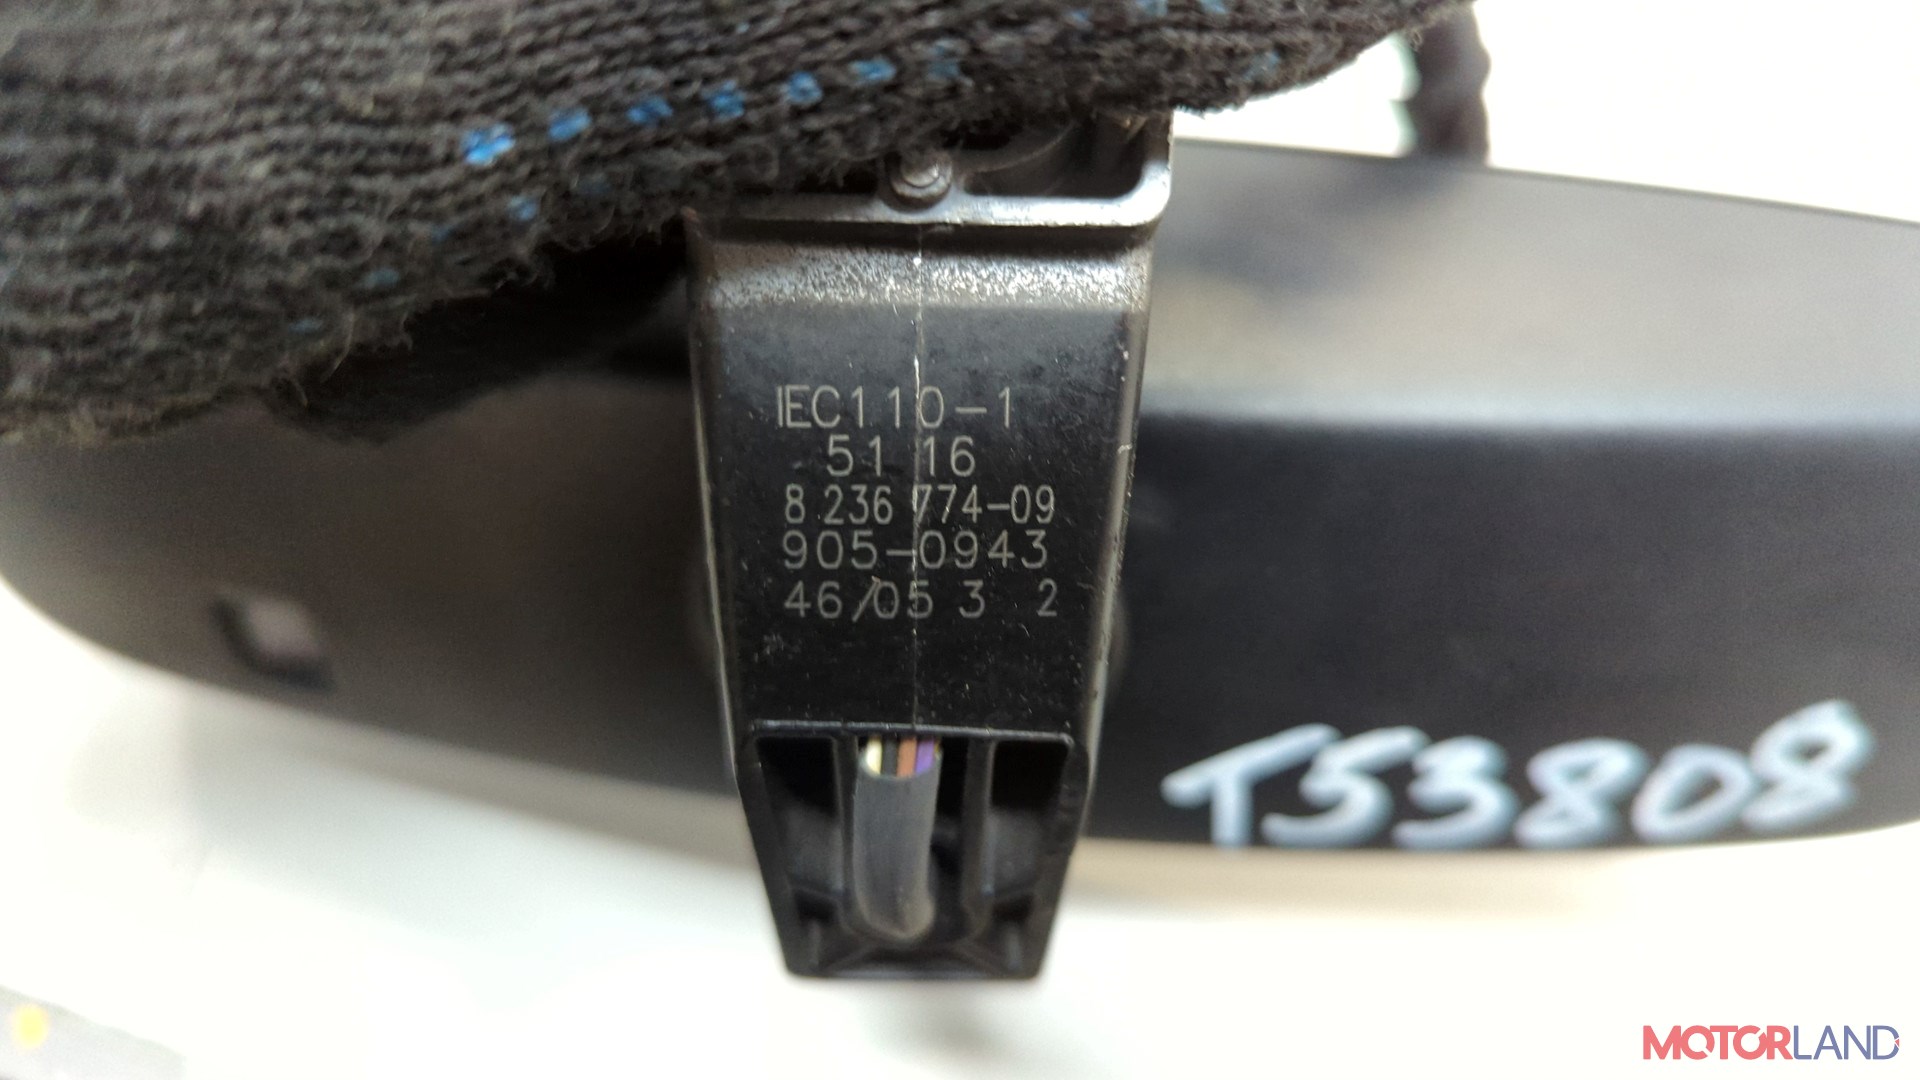 IEC110-1
51 16
8 236 774-09
905-0943
46/05 3 2
T53808
MOTORLAND